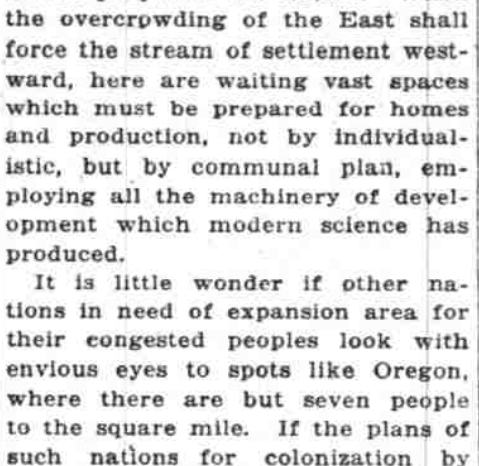 the overcrowding of the East shall
force the stream of settlement west-
ward, here are waiting vast spaces
which must be prepared for homes
and production, not by individual-
istic, but by communal plan, em-
ploying all the machinery of devel-
opment which modern science has
produced.
It is little wonder if other na-
tions in need of expansion area for
their congested peoples look with
envious eyes to spots like Oregon,
where there are but seven people
to the square mile. If the plans of
such nations for colonization by